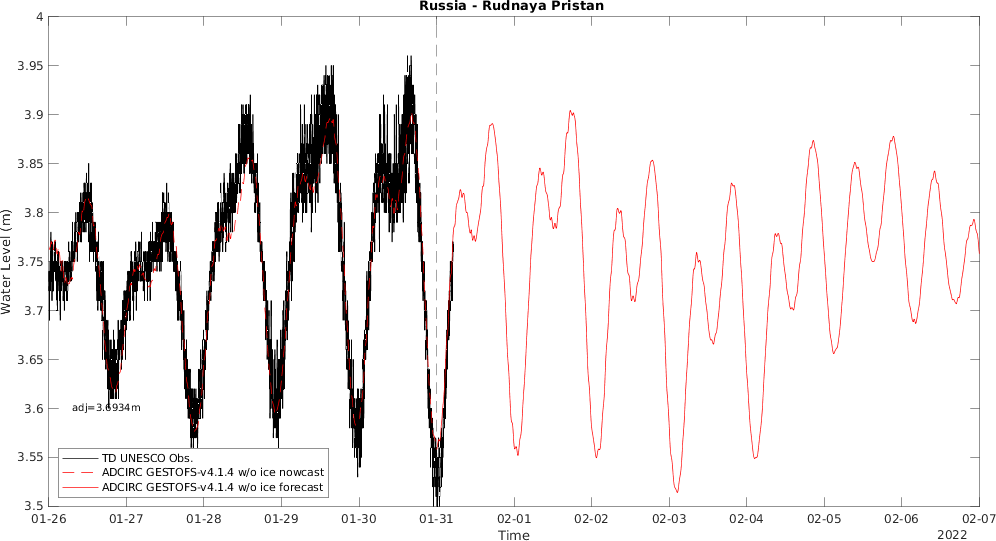 Russia - Rudnaya Pristan
4
3.95
3.9
3.85
3.8
3.75
3.7
3.65
3.6
3.55
3.5
Water Level (m)
adj=3.6934m
TD UNESCO Obs.
ADCIRC GESTOFS-v4.1.4 w/o ice nowcast
ADCIRC GESTOFS-v4.1.4 w/o ice forecast
01-26 01-27 01-28 01-29 01-30 01-31 02-01 02-02 02-03 02-04 02-05 02-06 02-07
Time
2022